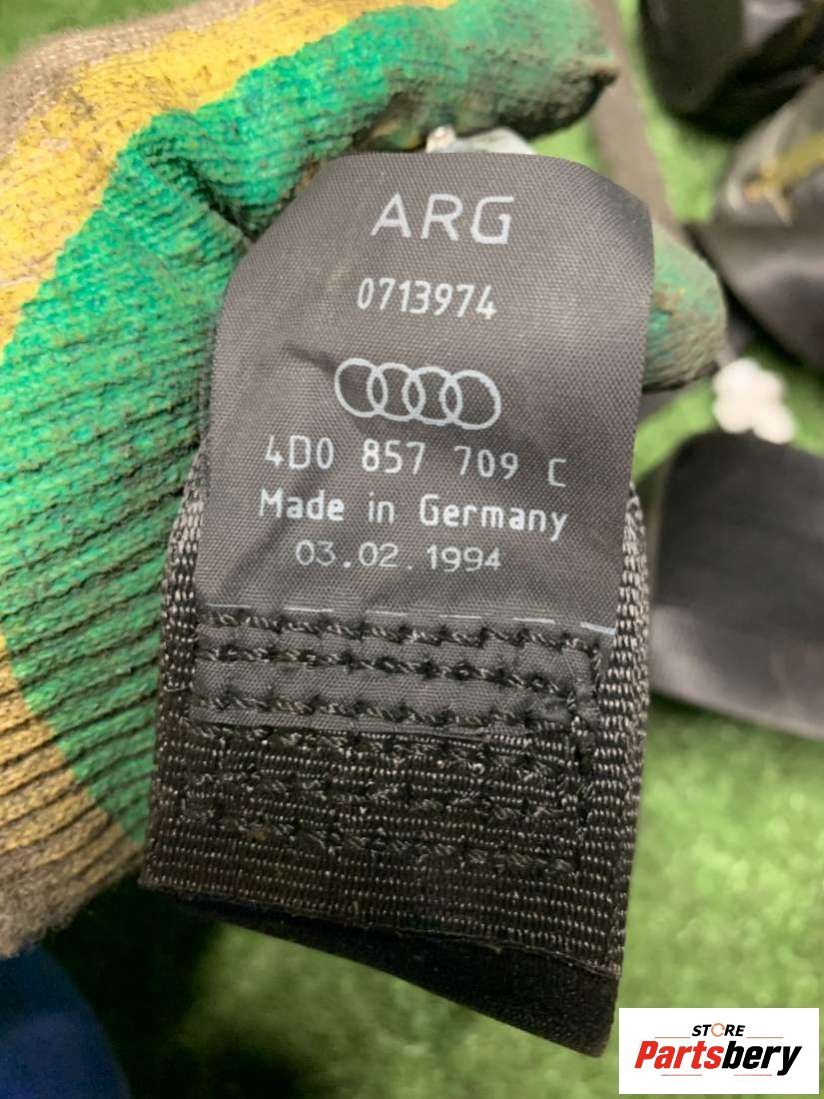 ARG
0713974
4D0 857 709 C
Made in Germany
03.02.1994
STORE
Partsbery